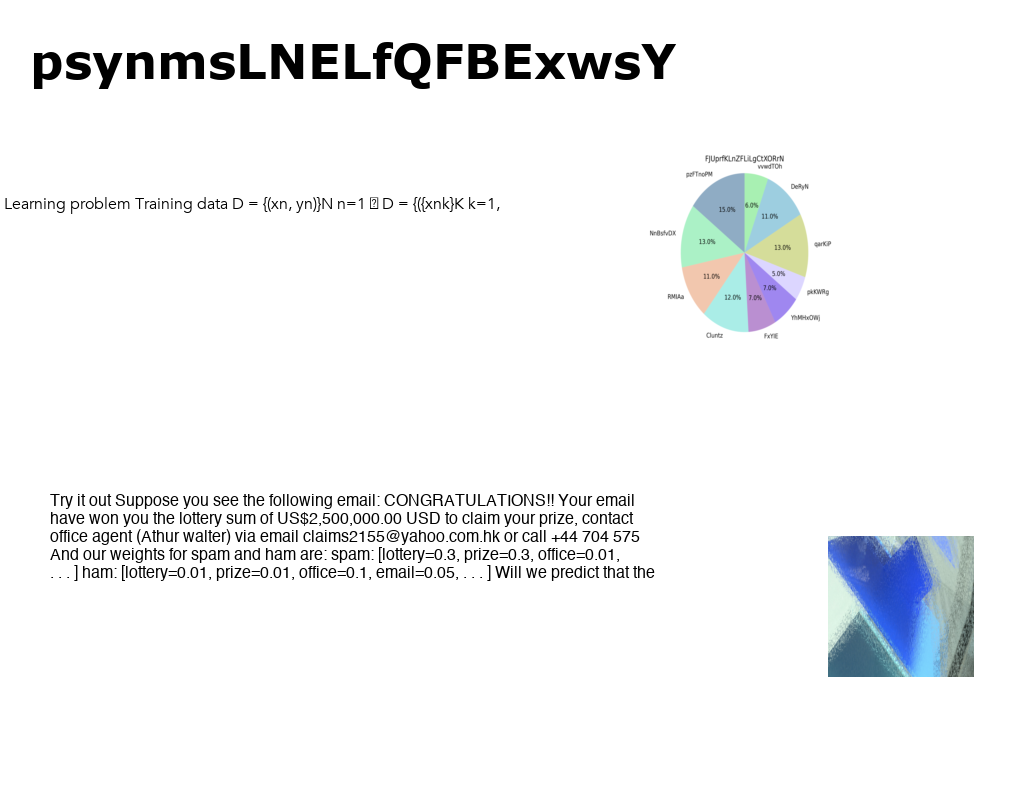 psynmsLNELfQFBExwsY
FJUprfKLnZFLiLgCtXORrN
vvwdTOh
pzFTnoPM
DeRyN
6.0%
15.0%
11.0%
NnBsfvDX
13.0%
13.0%
qarKiP
11.0%
5.0%
7.0%
RMIAa
12.0%
7.0%
pkKWRg
YhMHxOWj
Cluntz
FxYIE
Learning problem Training data D = {(xn, yn)}N n=1 D = {({xnk}K k=1,
Try it out Suppose you see the following email: CONGRATULATIONS!! Your email
have won you the lottery sum of US$2,500,000.00 USD to claim your prize, contact
office agent (Athur walter) via email claims2155@yahoo.com.hk or call +44 704 575
And our weights for spam and ham are: spam: [lottery=0.3, prize=0.3, office=0.01,
. . . ] ham: [lottery=0.01, prize=0.01, office=0.1, email=0.05, . . . ] Will we predict that the